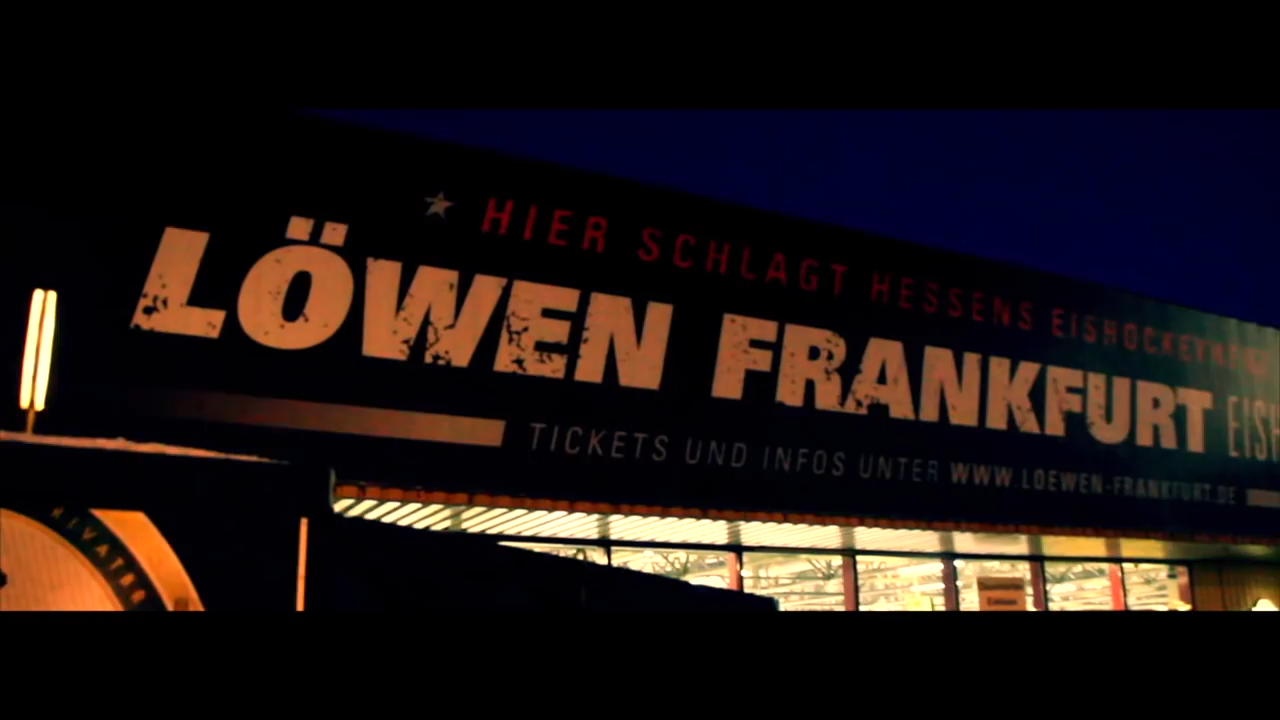 HIER SCHLAGT HESSENS
LÖWEN FRANKFURT
TICKETS UND INFOS UNTER WWW.LOEWEN-FRANKFURT.DE